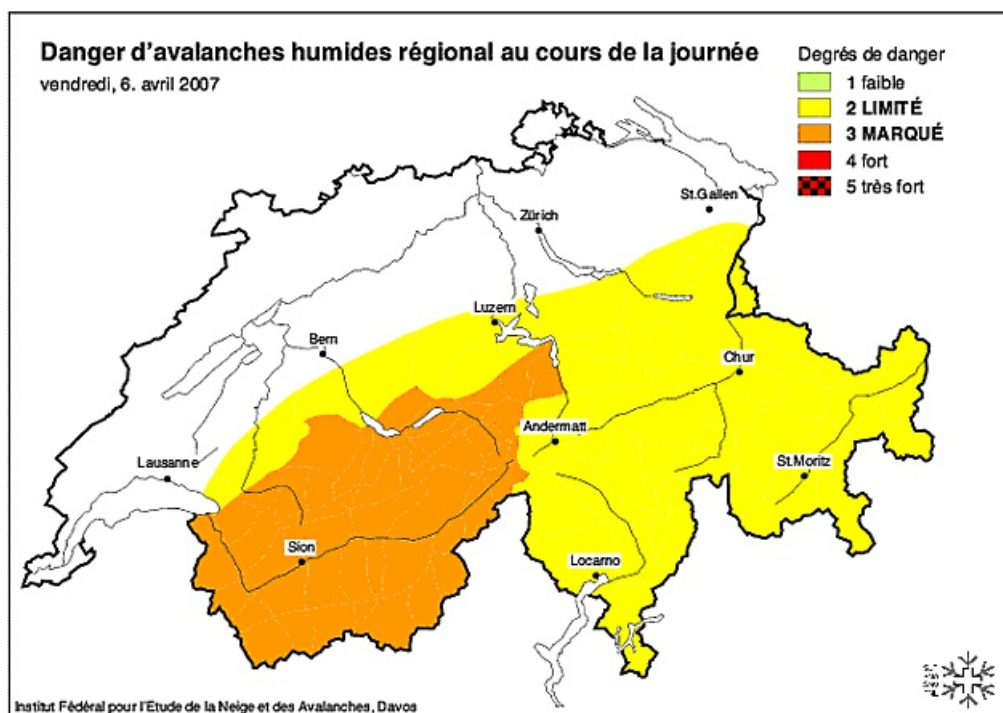 Danger d'avalanches humides régional au cours de la journée
vendredi, 6. avril 2007
Degrés de danger
1 faible
2 LIMITÉ
3 MARQUÉ
4 fort
5 très fort
St.Gallen
Zürich
Luzern
Bern
Chur
Andermatt
Lausanne
St.Moritz
Sion
Locarno
Institut Fédéral pour l'Etude de la Neige et des Avalanches, Davos